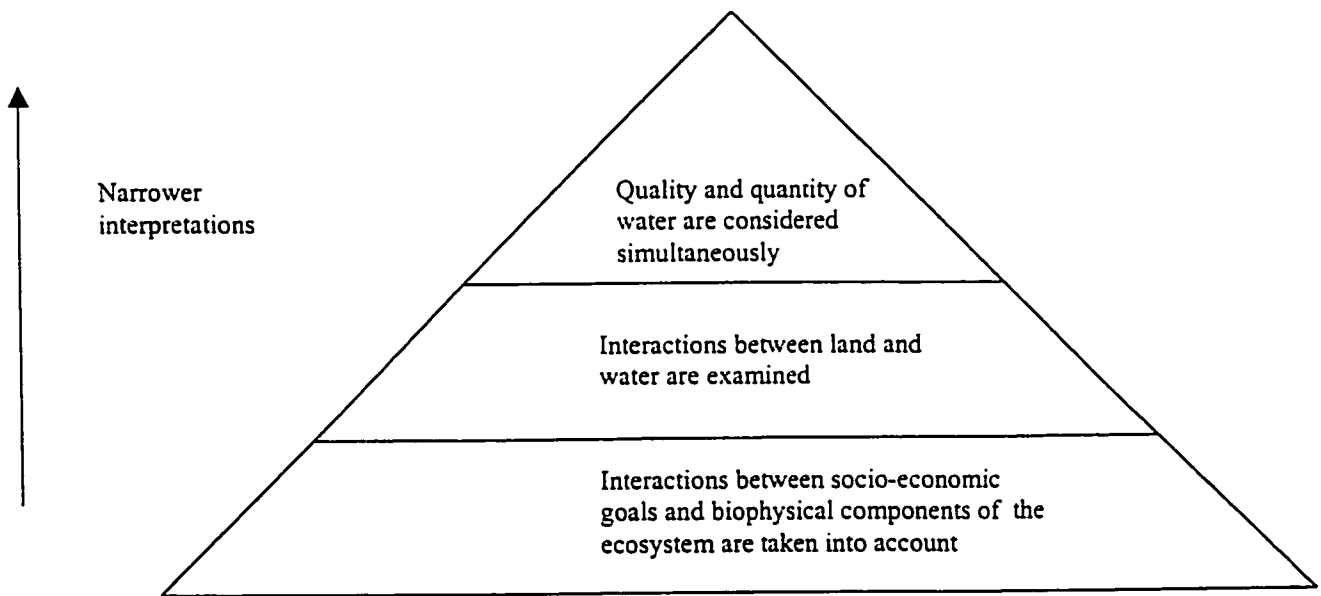 Narrower
interpretations
Quality and quantity of
water are considered
simultaneously
Interactions between land and
water are examined
Interactions between socio-economic
goals and biophysical components of the
ecosystem are taken into account